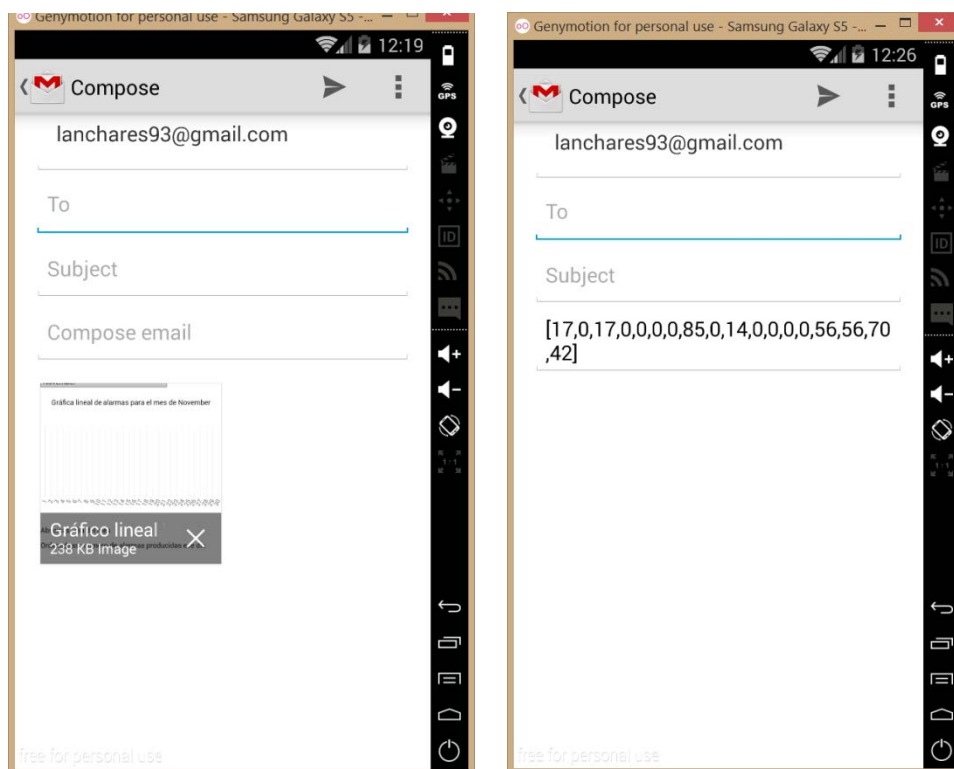 Genymotion for personal use - Samsung Galaxy S5 -...
12:19
Compose
GPS
lanchares93@gmail.com
To
ID
Subject
Compose email
Gráfica lineal de alarmas para el mes de November
1:1
Gráfico lineal
238 KB Image
free for personal use
Genymotion for personal use - Samsung Galaxy S5 -...
12:26
Compose
GPS
lanchares93@gmail.com
To
ID
Subject
[17,0,17,0,0,0,0,85,0,14,0,0,0,0,56,56,70
,42]
1:1
free for personal use